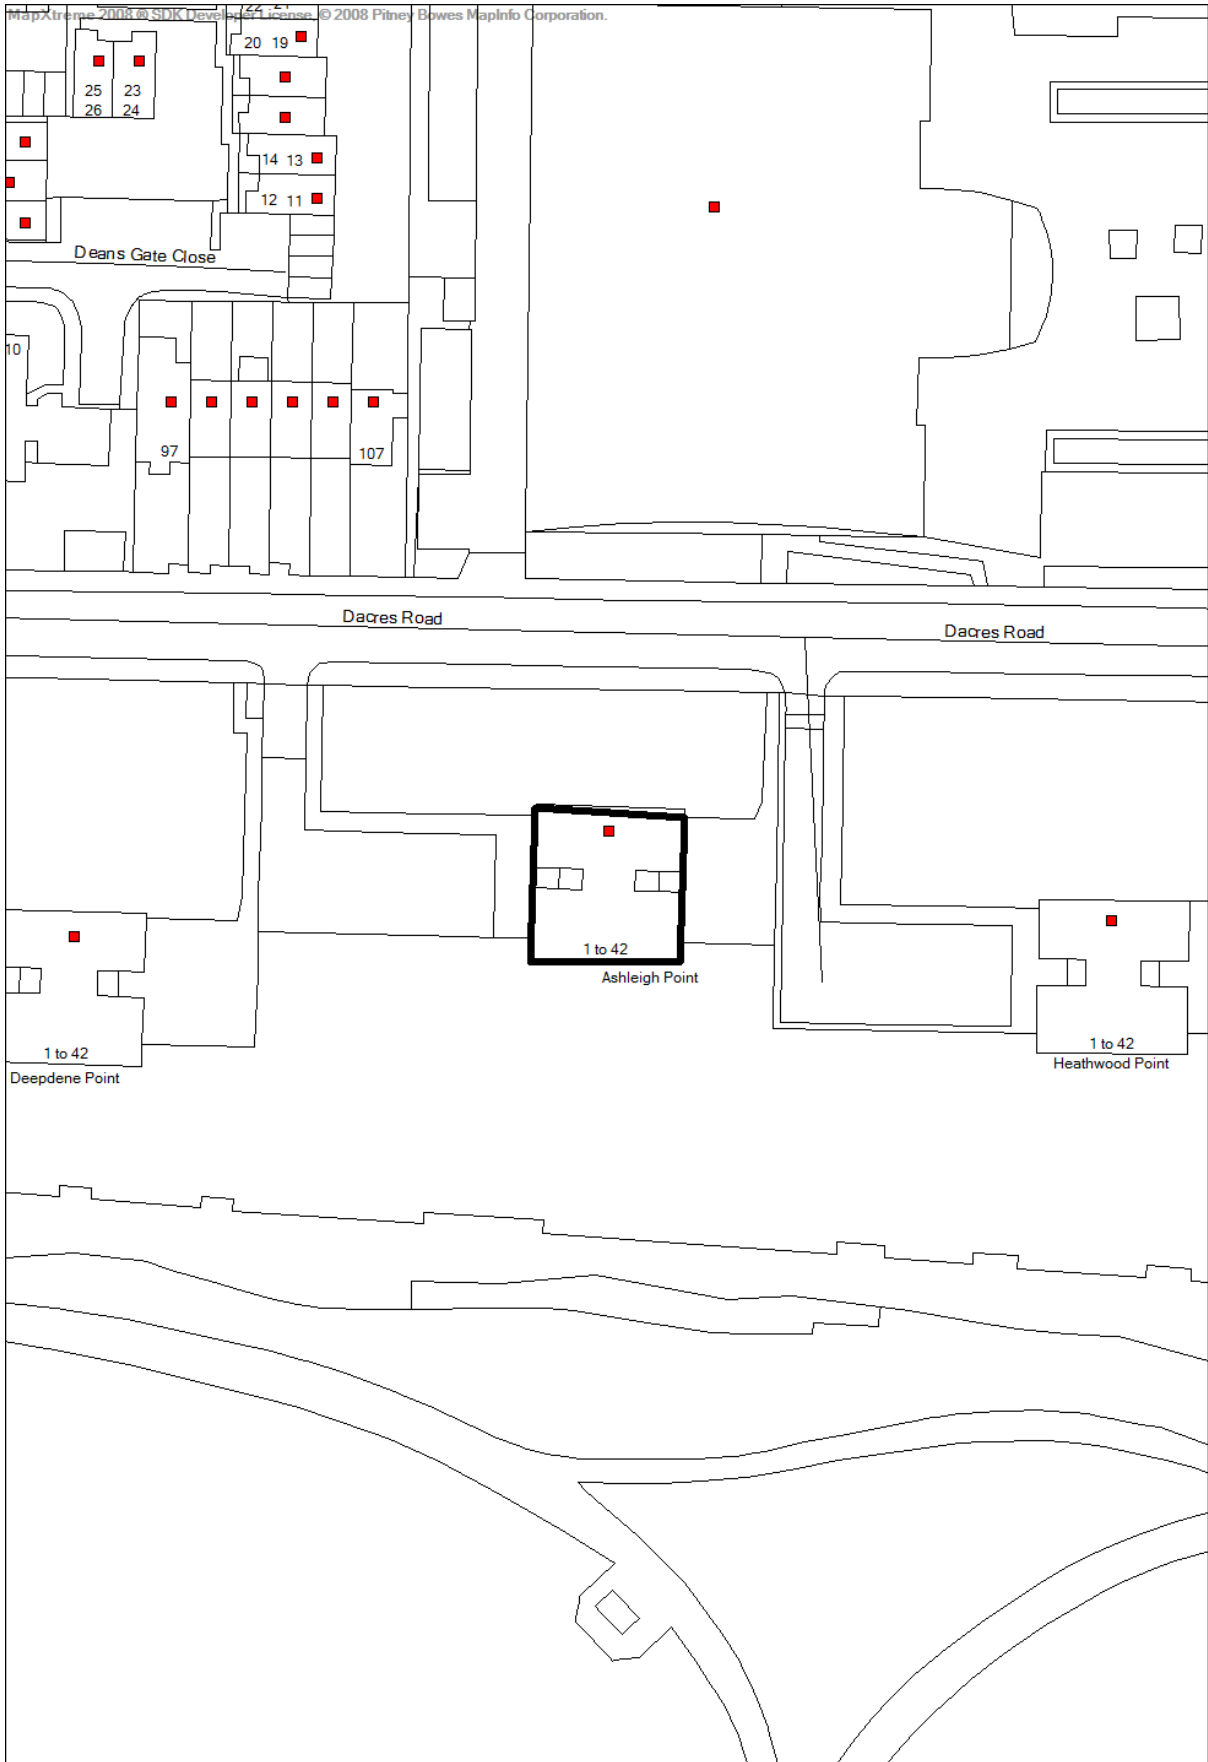 MapXtreme 2008 ® SDK Developer License. © 2008 Pitney Bowes MapInfo Corporation.
22 21
20 19
25 23
26 24
14 13
12 11
Deans Gate Close
10
97
107
Dacres Road
Dacres Road
1 to 42
Ashleigh Point
1 to 42
Deepdene Point
1 to 42
Heathwood Point